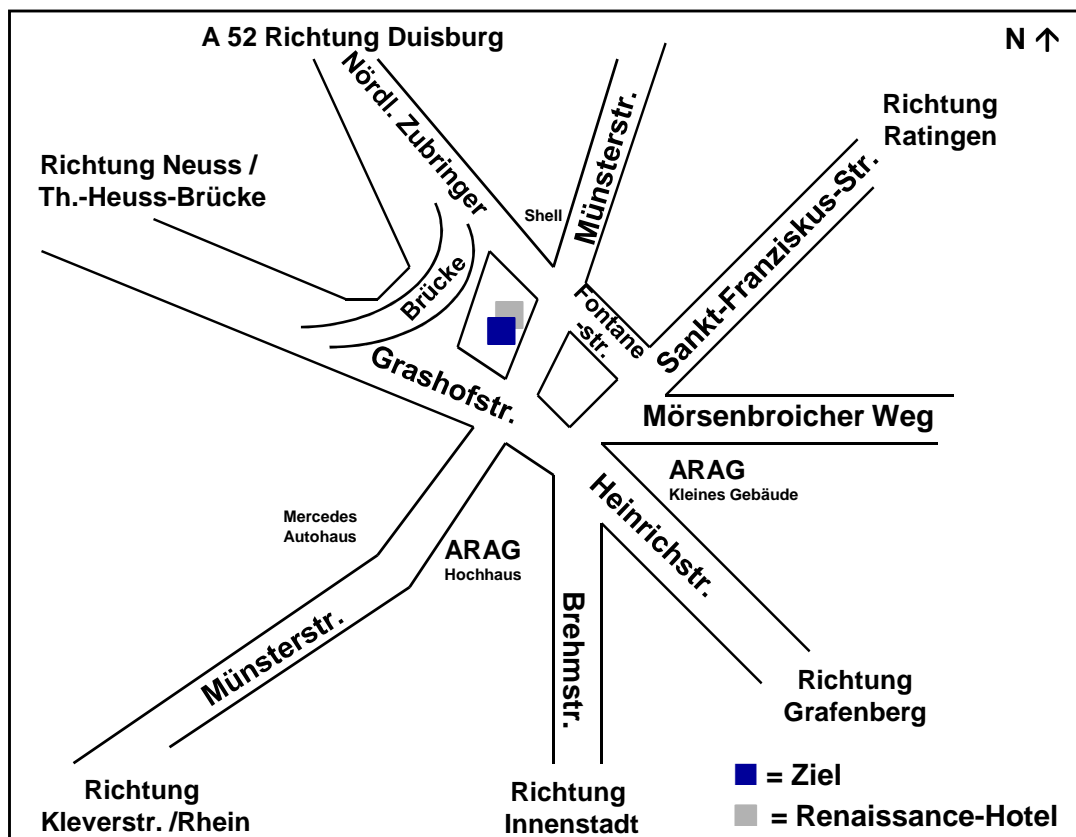 A 52 Richtung Duisburg
N ↑
Nördl. Zubringer
Münsterstr.
Richtung
Ratingen
Richtung Neuss /
Th.-Heuss-Brücke
Sankt-Franziskus-Str.
Shell
Brücke
Fontane
-str.
Grashofstr.
Mörsenbroicher Weg
ARAG
Kleines Gebäude
Heinrichstr.
Mercedes
Autohaus
ARAG
Hochhaus
Münsterstr.
Brehmstr.
Richtung
Grafenberg
Richtung
Kleverstr. /Rhein
Richtung
Innenstadt
= Ziel
= Renaissance-Hotel